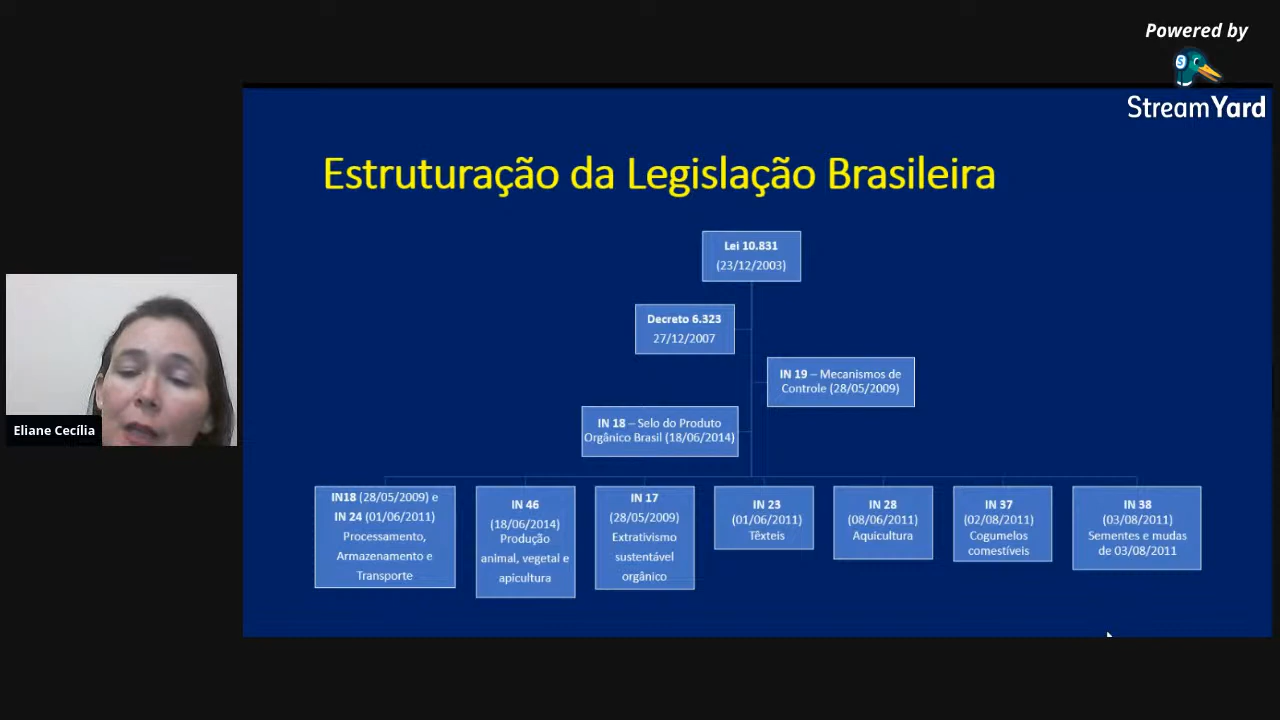 Powered by
StreamYard
Estruturação da Legislação Brasileira
Lei 10.831
(23/12/2003)
Decreto 6.323
27/12/2007
IN 19 – Mecanismos de
Controle (28/05/2009)
IN 18 – Selo do Produto
Orgânico Brasil (18/06/2014)
IN18 (28/05/2009) e
IN 24 (01/06/2011)
Processamento,
Armazenamento e
Transporte
IN 46
(18/06/2014)
Produção
animal, vegetal e
apicultura
IN 17
(28/05/2009)
Extrativismo
sustentável
orgânico
IN 23
(01/06/2011)
Têxteis
IN 28
(08/06/2011)
Aquicultura
IN 37
(02/08/2011)
Cogumelos
comestíveis
IN 38
(03/08/2011)
Sementes e mudas
de 03/08/2011
Eliane Cecília